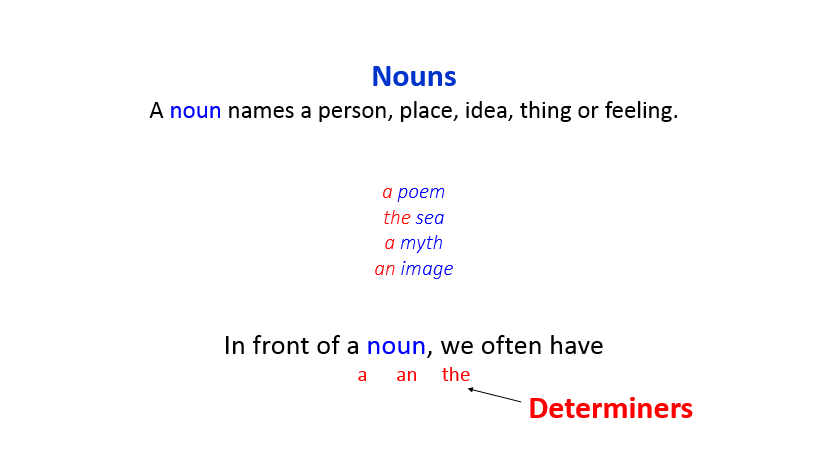 Nouns
A noun names a person, place, idea, thing or feeling.
a poem
the sea
a myth
an image
In front of a noun, we often have
a an the
Determiners